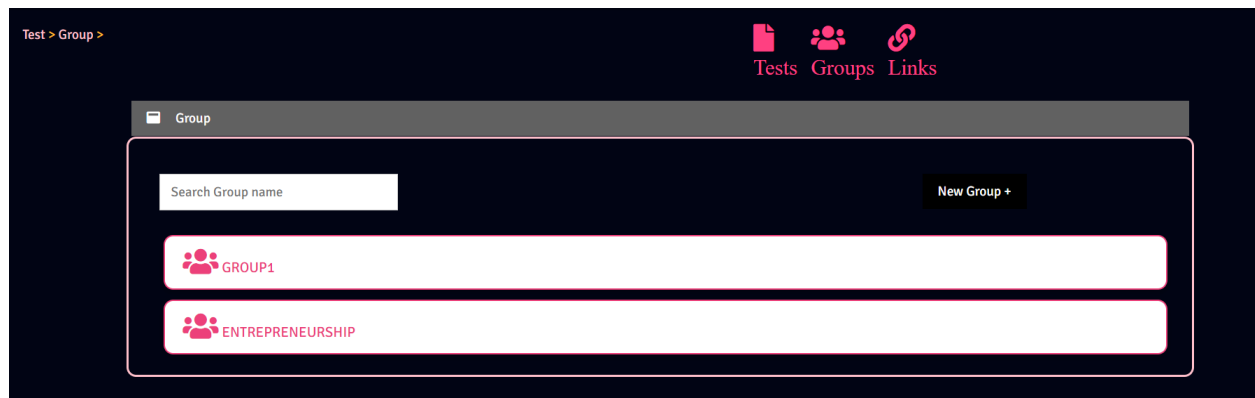 Test > Group >
Tests Groups Links
Group
Search Group name
New Group +
GROUP1
ENTREPRENEURSHIP